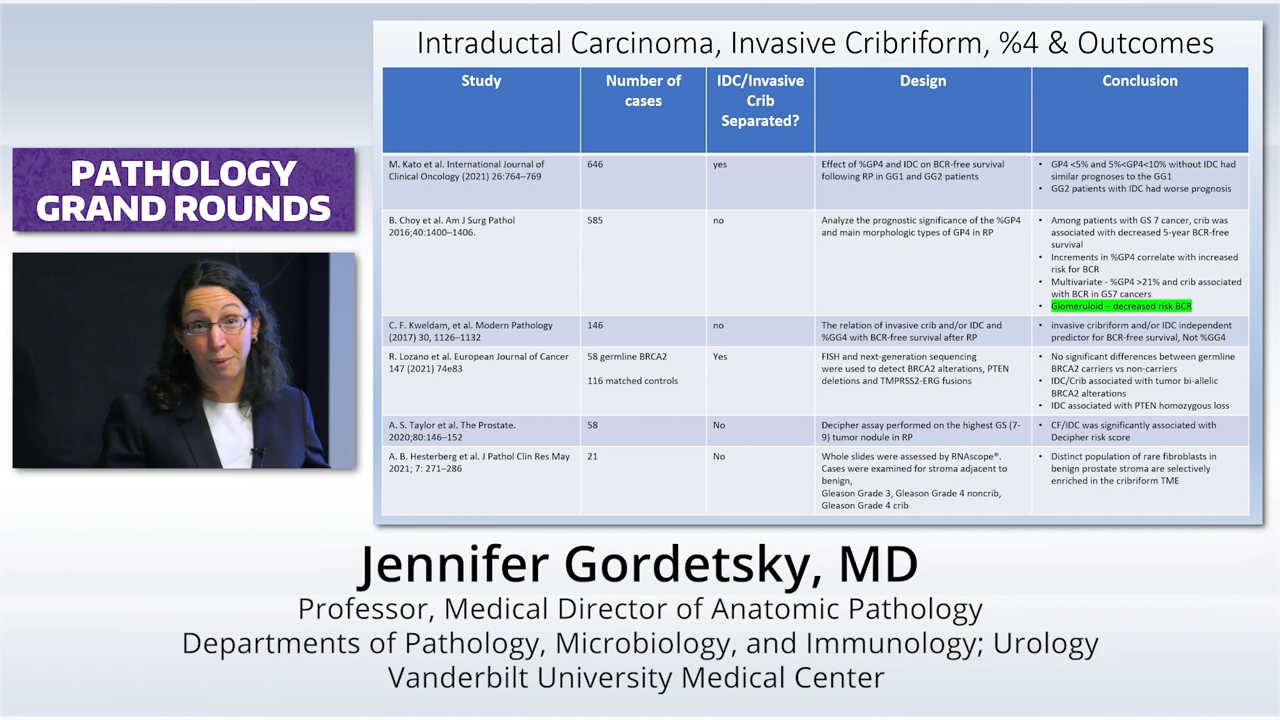 PATHOLOGY
GRAND ROUNDS
Intraductal Carcinoma, Invasive Cribriform, %4 & Outcomes
Study
Number of
cases
IDC/Invasive
Crib
Separated?
Design
Conclusion
M. Kato et al. International Journal of
Clinical Oncology (2021) 26:764–769
646
yes
Effect of %GP4 and IDC on BCR-free survival
following RP in GG1 and GG2 patients
• GP4 <5% and 5%<GP4<10% without IDC had
similar prognoses to the GG1
• GG2 patients with IDC had worse prognosis
B. Choy et al. Am J Surg Pathol
2016;40:1400–1406.
585
no
Analyze the prognostic significance of the %GP4
and main morphologic types of GP4 in RP
• Among patients with GS 7 cancer, crib was
associated with decreased 5-year BCR-free
survival
• Increments in %GP4 correlate with increased
risk for BCR
• Multivariate - %GP4 >21% and crib associated
with BCR in GS7 cancers
• Glomeruloid – decreased risk BCR
C. F. Kweldam, et al. Modern Pathology
(2017) 30, 1126–1132
146
no
The relation of invasive crib and/or IDC and
%GG4 with BCR-free survival after RP
• invasive cribriform and/or IDC independent
predictor for BCR-free survival, Not %GG4
R. Lozano et al. European Journal of Cancer
147 (2021) 74e83
58 germline BRCA2
116 matched controls
Yes
FISH and next-generation sequencing
were used to detect BRCA2 alterations, PTEN
deletions and TMPRSS2-ERG fusions
• No significant differences between germline
BRCA2 carriers vs non-carriers
• IDC/Crib associated with tumor bi-allelic
BRCA2 alterations
• IDC associated with PTEN homozygous loss
A. S. Taylor et al. The Prostate.
2020;80:146–152
58
No
Decipher assay performed on the highest GS (7-
9) tumor nodule in RP
• CF/IDC was significantly associated with
Decipher risk score
A. B. Hesterberg et al. J Pathol Clin Res May
2021; 7: 271–286
21
No
Whole slides were assessed by RNAscope®.
Cases were examined for stroma adjacent to
benign,
Gleason Grade 3, Gleason Grade 4 noncrib,
Gleason Grade 4 crib
• Distinct population of rare fibroblasts in
benign prostate stroma are selectively
enriched in the cribriform TME
Jennifer Gordetsky, MD
Professor, Medical Director of Anatomic Pathology
Departments of Pathology, Microbiology, and Immunology; Urology
Vanderbilt University Medical Center